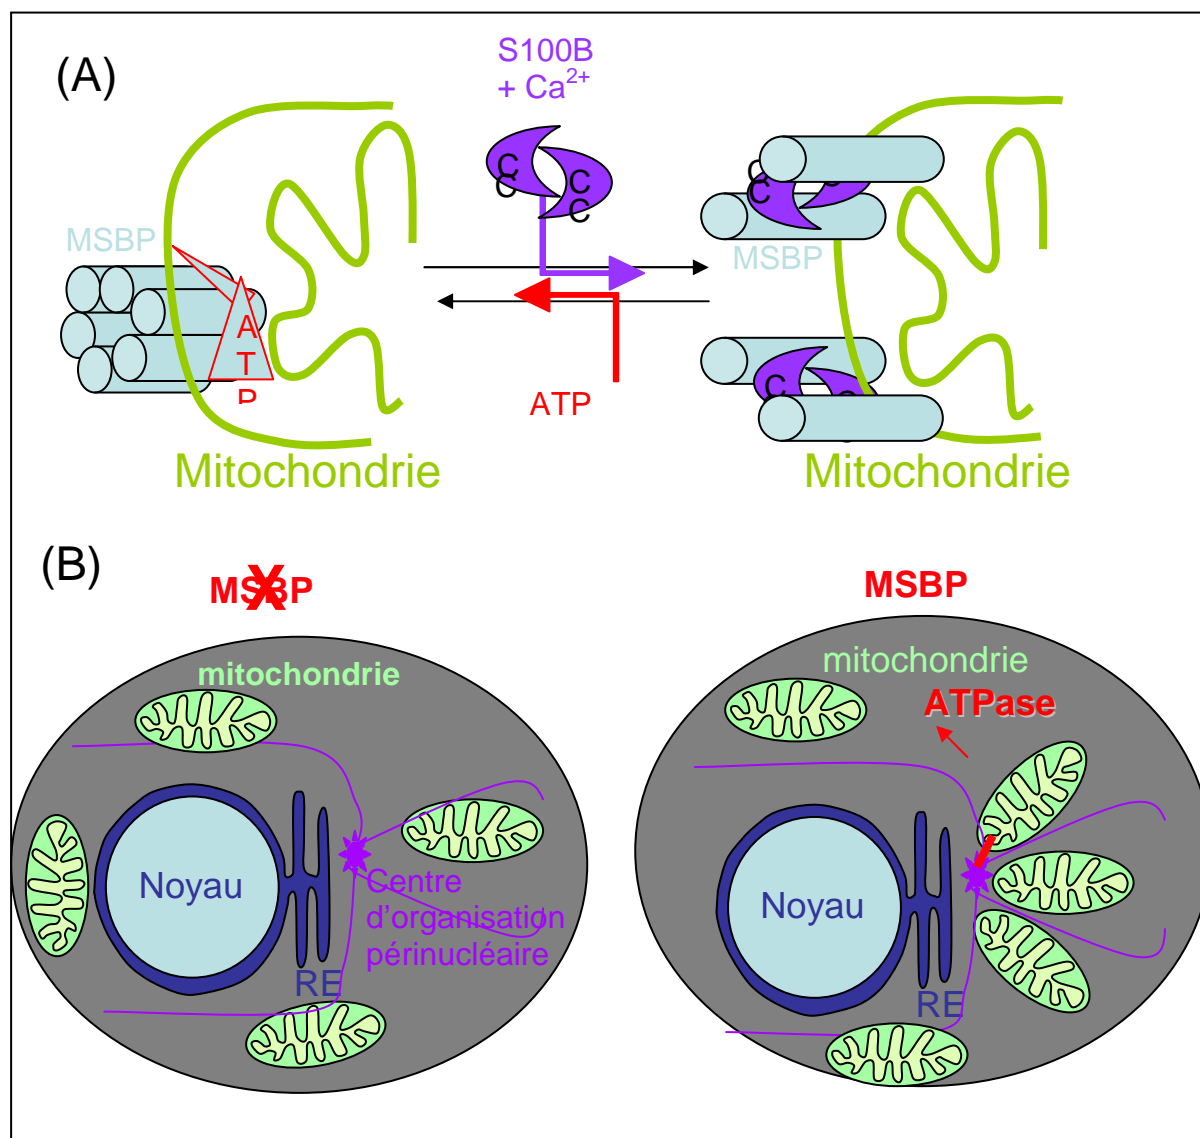 (A)
S100B
+ Ca²⁺
C
C
C
C
C
C
C
C
C
MSBP
MSBP
A
T
P
ATP
Mitochondrie
Mitochondrie
(B)
MSBP
X
MSBP
mitochondrie
mitochondrie
ATPase
Noyau
Centre
d'organisation
périnucléaire
RE
Noyau
RE